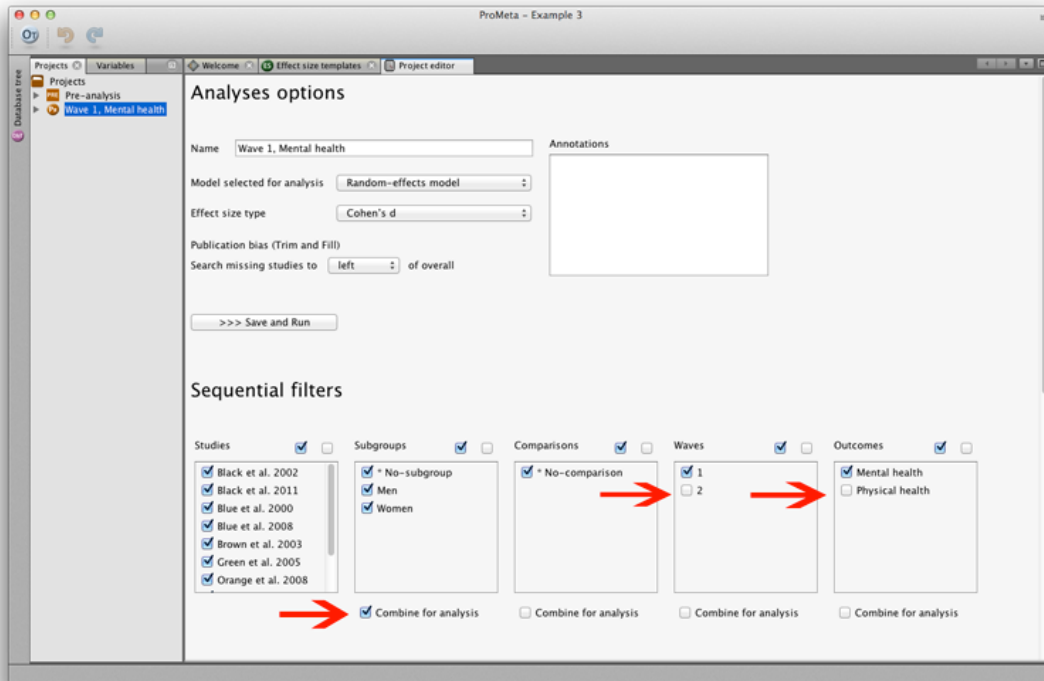 ProMeta - Example 3
Projects
Variables
Welcome
Effect size templates
Project editor
Database tree
Projects
Pre-analysis
Wave 1, Mental health
Analyses options
Name
Wave 1, Mental health
Annotations
Model selected for analysis
Random-effects model
Effect size type
Cohen's d
Publication bias (Trim and Fill)
Search missing studies to left of overall
>>> Save and Run
Sequential filters
Studies
Black et al. 2002
Black et al. 2011
Blue et al. 2000
Blue et al. 2008
Brown et al. 2003
Green et al. 2005
Orange et al. 2008
Subgroups
* No-subgroup
Men
Women
Combine for analysis
Comparisons
* No-comparison
Combine for analysis
Waves
1
2
Combine for analysis
Outcomes
Mental health
Physical health
Combine for analysis